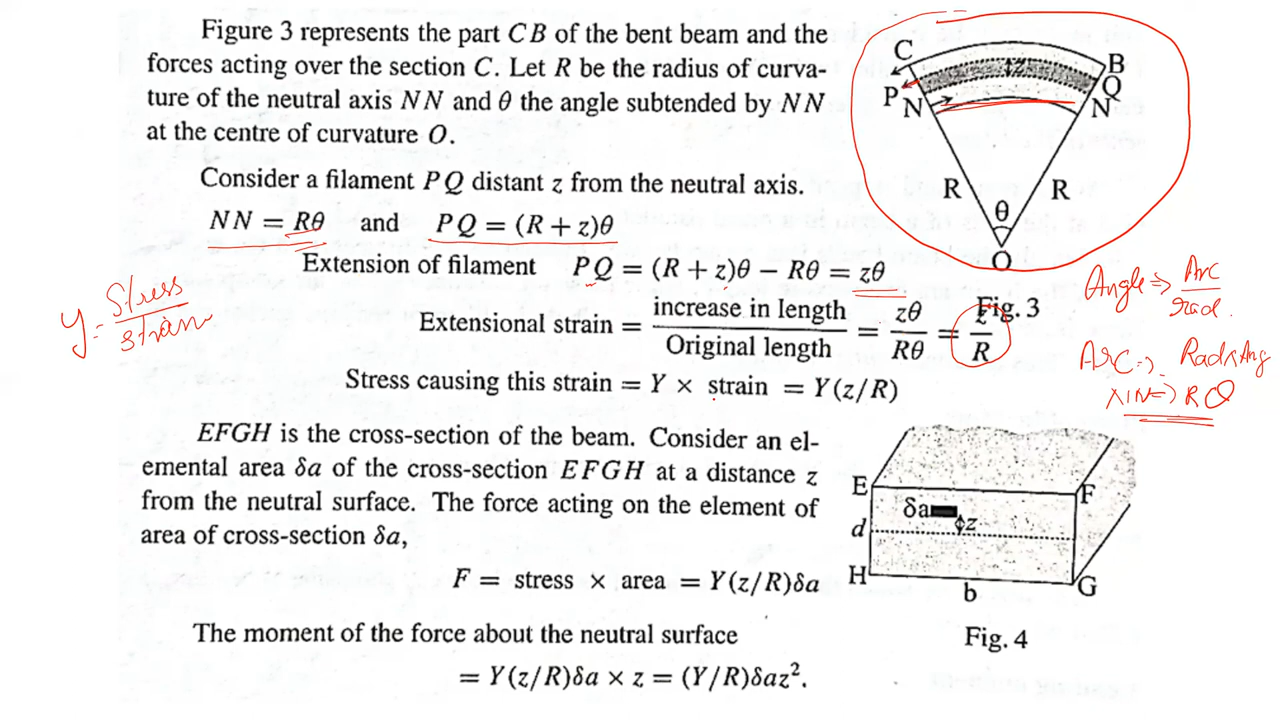 Figure 3 represents the part CB of the bent beam and the
forces acting over the section C. Let R be the radius of curva-
ture of the neutral axis NN and θ the angle subtended by NN
at the centre of curvature O.
C
B
z
P
Q
N
N
R
R
θ
O
Fig. 3
Consider a filament PQ distant z from the neutral axis.
NN = Rθ and PQ = (R + z)θ
Extension of filament PQ = (R + z)θ − Rθ = zθ
Extensional strain = increase in length / Original length = zθ / Rθ = z / R
Stress causing this strain = Y × strain = Y(z/R)
Y - Stress / strain
Angle ⇒ Arc / rad.
Arc → Rad × Ang
⇒ Rθ
EFGH is the cross-section of the beam. Consider an el-
emental area δa of the cross-section EFGH at a distance z
from the neutral surface. The force acting on the element of
area of cross-section δa,
F = stress × area = Y(z/R)δa
The moment of the force about the neutral surface
= Y(z/R)δa × z = (Y/R)δaz².
E
F
δa
z
d
H
b
G
Fig. 4